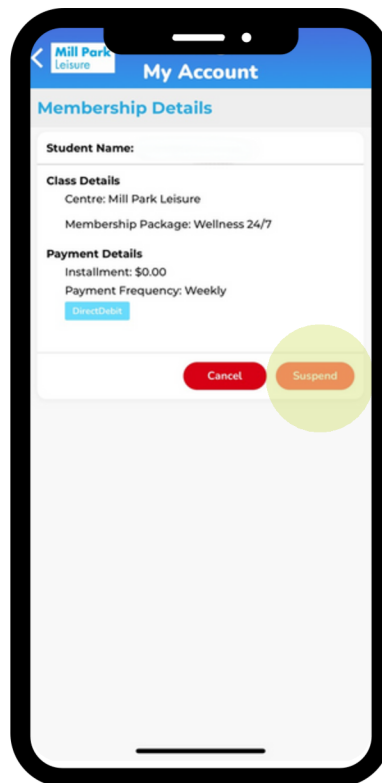 Mill Park
Leisure
My Account
Membership Details
Student Name:
Class Details
Centre: Mill Park Leisure
Membership Package: Wellness 24/7
Payment Details
Installment: $0.00
Payment Frequency: Weekly
DirectDebit
Cancel
Suspend